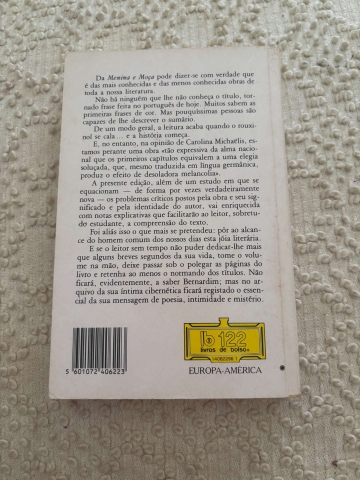 Da Menina e Moça pode dizer-se com verdade que
é das mais conhecidas e das menos conhecidas obras de
toda a nossa literatura.
Não há ninguém que lhe não conheça o título, tor-
nado frase feita no português de hoje. Muitos sabem as
primeiras frases de cor. Mas pouquíssimas pessoas são
capazes de lhe descrever o sumário.
De um modo geral, a leitura acaba quando o rouxi-
nol se cala... e a história começa.
E, no entanto, na opinião de Carolina Michaëlis, es-
tamos perante uma obra «tão expressiva da alma nacio-
nal que os primeiros capítulos equivalem a uma elegia
soluçada, que, mesmo traduzida em língua germânica,
produz o efeito de desoladora melancolia».
A presente edição, além de um estudo em que se
equacionam — de forma por vezes verdadeiramente
nova — os problemas críticos postos pela obra e seu sig-
nificado e pela identidade do autor, vai enriquecida
com notas explicativas que facilitarão ao leitor, sobretu-
do estudante, a compreensão do texto.
Foi aliás isso o que mais se pretendeu: pôr ao alcan-
ce do homem comum dos nossos dias esta jóia literária.
E se o leitor sem tempo não puder dedicar-lhe mais
que alguns breves segundos da sua vida, tome o volu-
me na mão, deixe passar sob o polegar as páginas do
livro e retenha ao menos o normando dos títulos. Não
ficará, evidentemente, a saber Bernardim; mas no ar-
quivo da sua íntima cibernética ficará registado o essen-
cial da sua mensagem de poesia, intimidade e mistério.
lb 122
livros de bolso
EUROPA-AMÉRICA
5 601072 406223